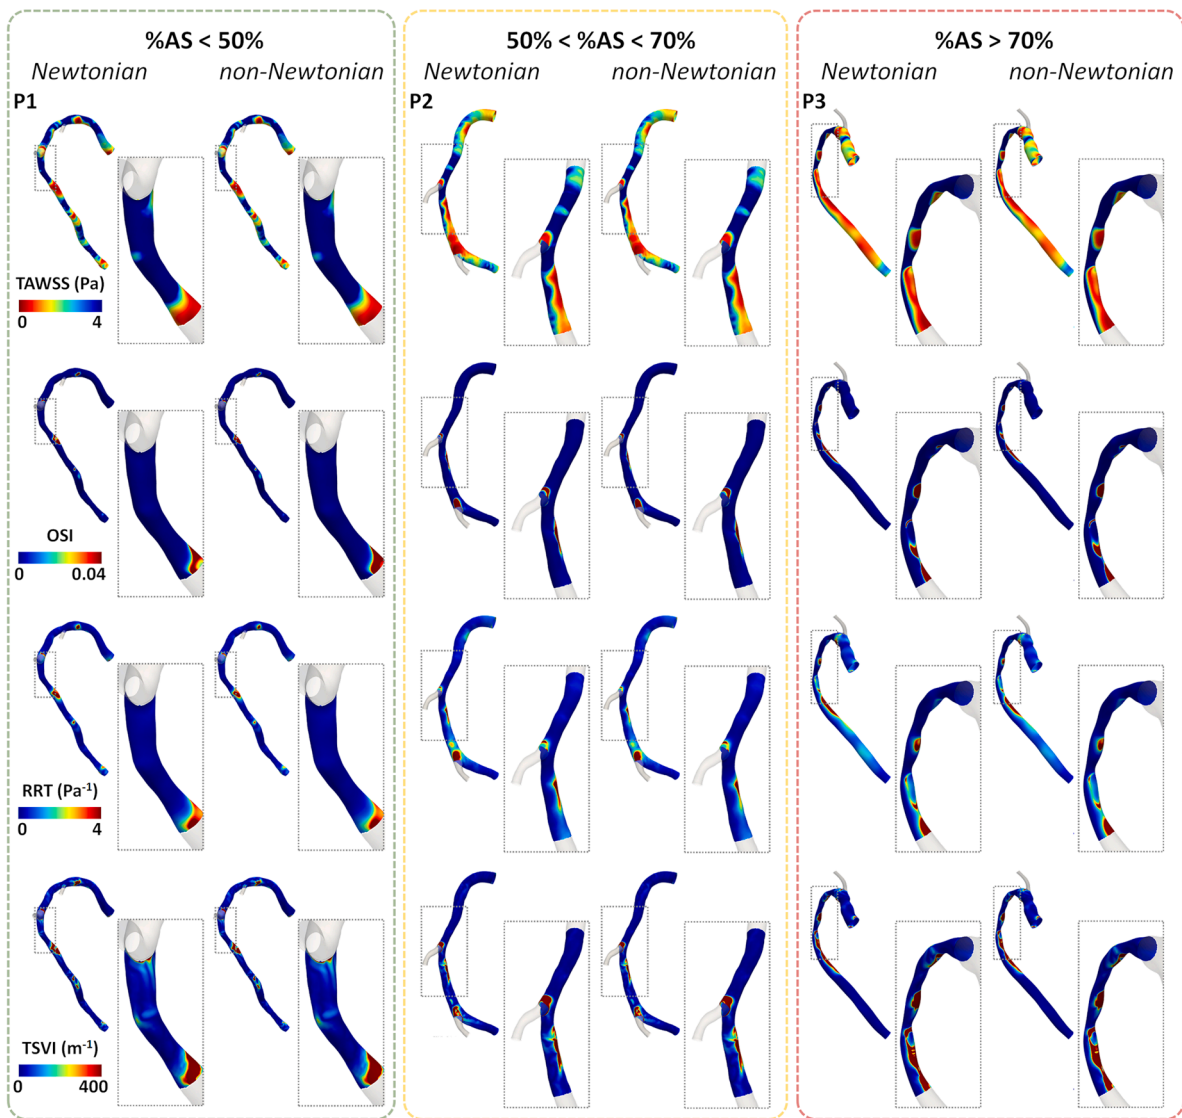 %AS < 50%
Newtonian non-Newtonian
P1
50% < %AS < 70%
Newtonian non-Newtonian
P2
%AS > 70%
Newtonian non-Newtonian
P3
TAWSS (Pa)
0 4
OSI
0 0.04
RRT (Pa⁻¹)
0 4
TSVI (m⁻¹)
0 400